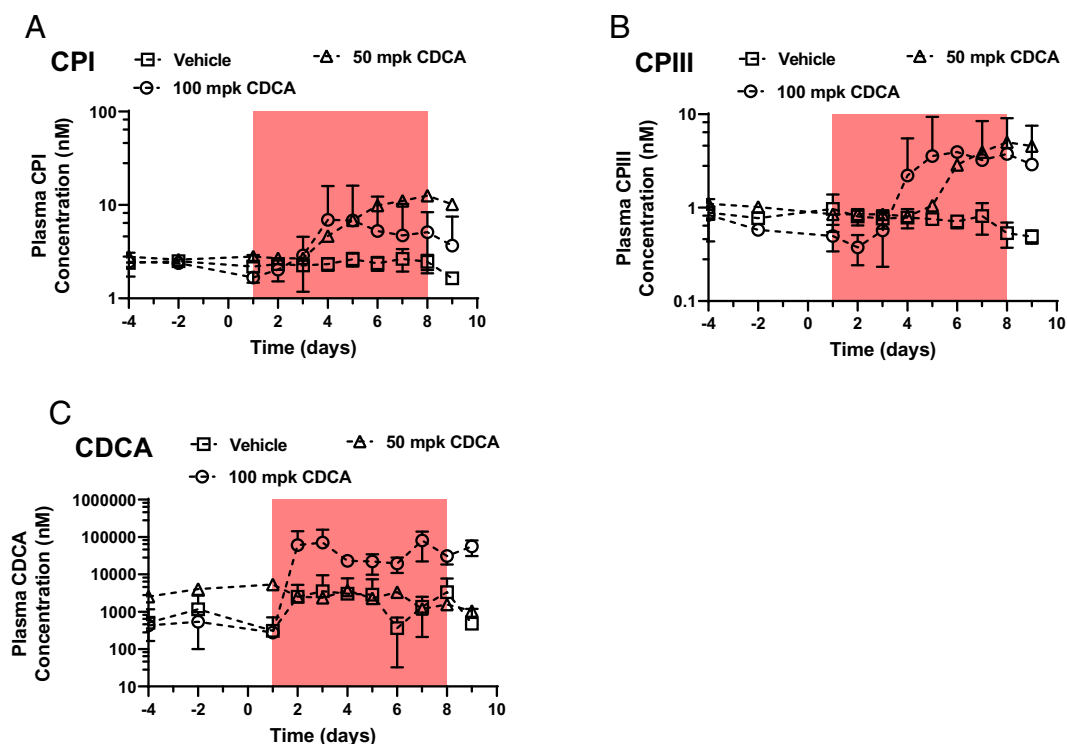 A
CPI
Vehicle
50 mpk CDCA
100 mpk CDCA
Plasma CPI
Concentration (nM)
100
10
1
-4 -2 0 2 4 6 8 10
Time (days)
B
CPIII
Vehicle
50 mpk CDCA
100 mpk CDCA
Plasma CPIII
Concentration (nM)
10
1
0.1
-4 -2 0 2 4 6 8 10
Time (days)
C
CDCA
Vehicle
50 mpk CDCA
100 mpk CDCA
Plasma CDCA
Concentration (nM)
1000000
100000
10000
1000
100
10
-4 -2 0 2 4 6 8 10
Time (days)